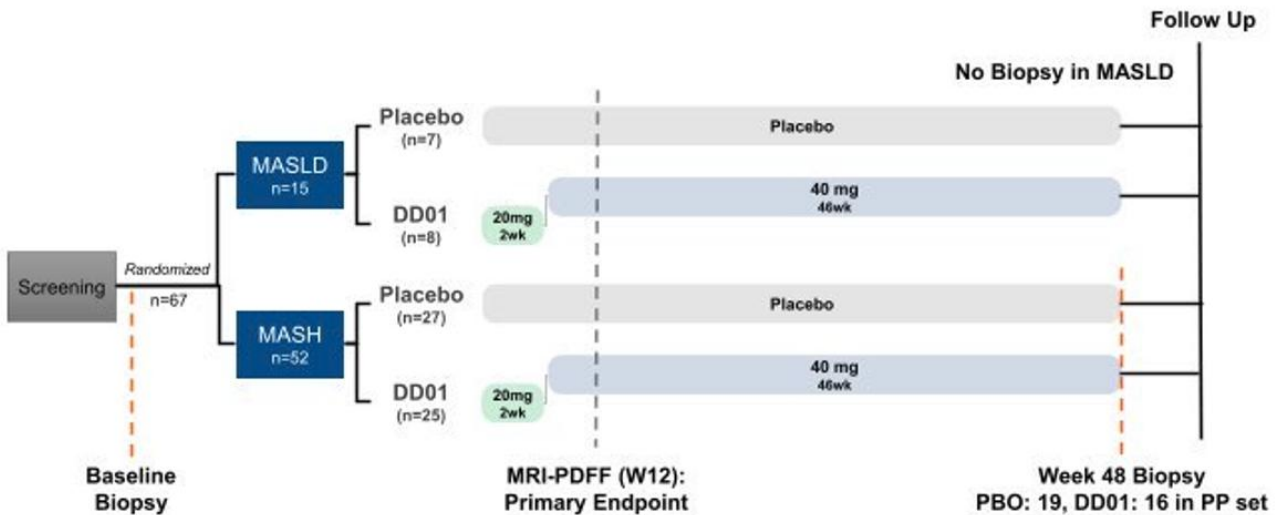 Follow Up
No Biopsy in MASLD
Placebo
(n=7)
Placebo
MASLD
n=15
DD01
(n=8)
20mg
2wk
40 mg
46wk
Screening
Randomized
n=67
Placebo
(n=27)
Placebo
MASH
n=52
DD01
(n=25)
20mg
2wk
40 mg
46wk
Baseline
Biopsy
MRI-PDFF (W12):
Primary Endpoint
Week 48 Biopsy
PBO: 19, DD01: 16 in PP set